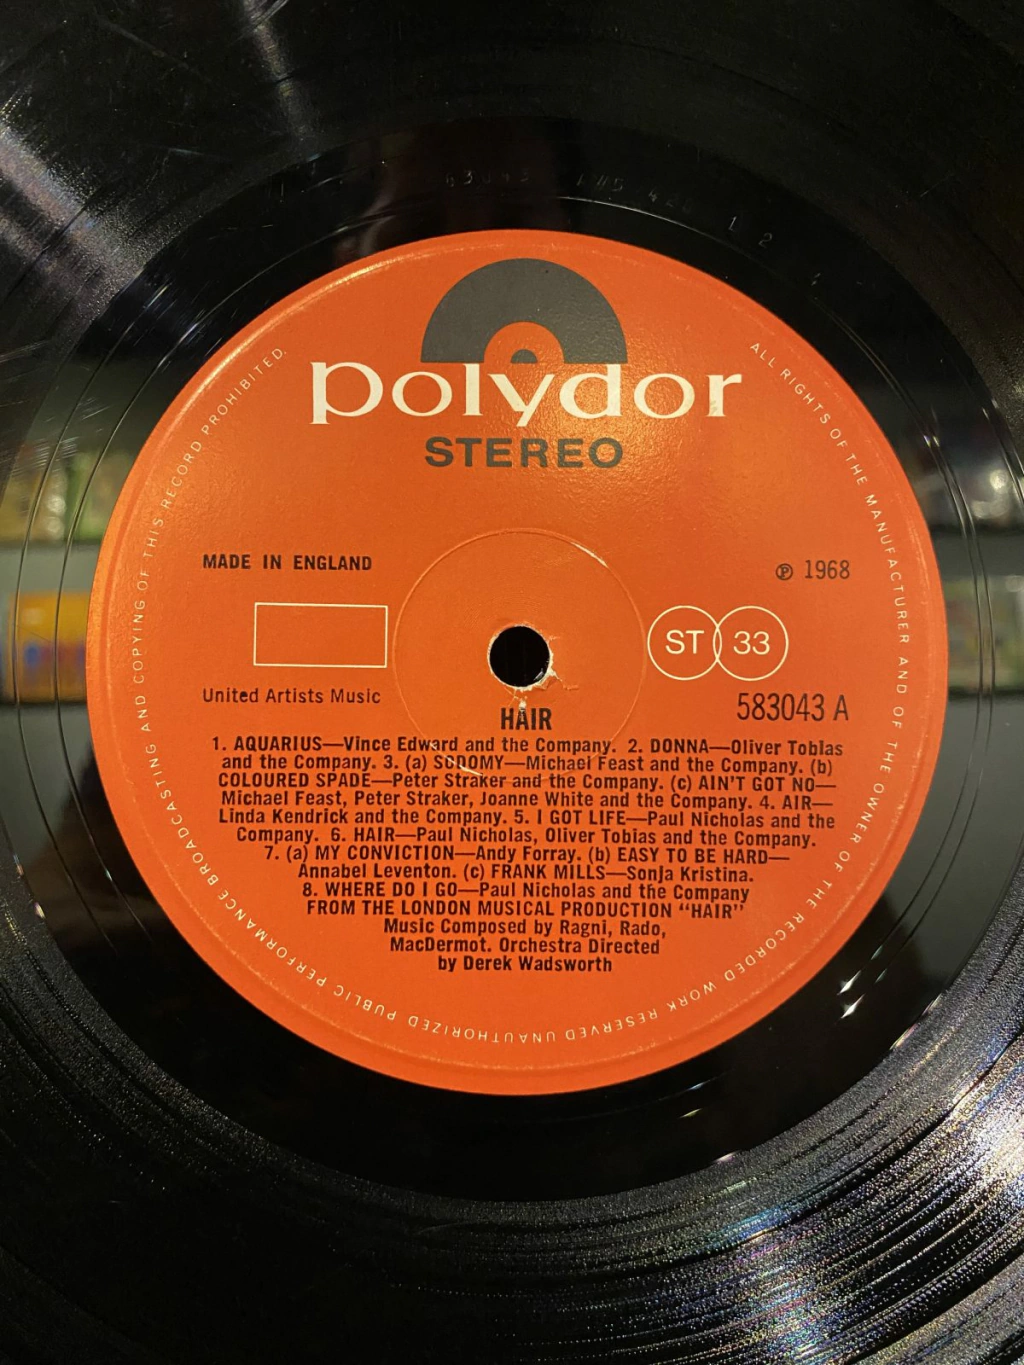 polydor
STEREO
MADE IN ENGLAND
℗ 1968
ST 33
United Artists Music
583043 A
HAIR
1. AQUARIUS—Vince Edward and the Company. 2. DONNA—Oliver Tobias
and the Company. 3. (a) SODOMY—Michael Feast and the Company. (b)
COLOURED SPADE—Peter Straker and the Company. (c) AIN'T GOT NO—
Michael Feast, Peter Straker, Joanne White and the Company. 4. AIR—
Linda Kendrick and the Company. 5. I GOT LIFE—Paul Nicholas and the
Company. 6. HAIR—Paul Nicholas, Oliver Tobias and the Company.
7. (a) MY CONVICTION—Andy Forray. (b) EASY TO BE HARD—
Annabel Leventon. (c) FRANK MILLS—Sonja Kristina.
8. WHERE DO I GO—Paul Nicholas and the Company
FROM THE LONDON MUSICAL PRODUCTION "HAIR"
Music Composed by Ragni, Rado,
MacDermot. Orchestra Directed
by Derek Wadsworth
ALL RIGHTS OF THE MANUFACTURER AND OF THE OWNER OF THE RECORDED WORK RESERVED UNAUTHORIZED PUBLIC PERFORMANCE BROADCASTING AND COPYING OF THIS RECORD PROHIBITED.